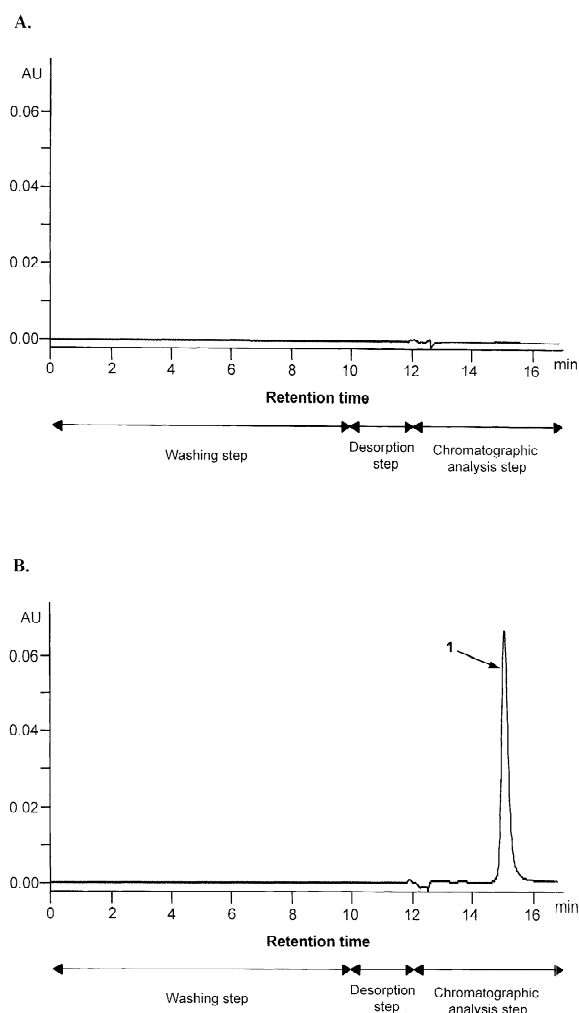 A.
AU
0.06
0.04
0.02
0.00
0 2 4 6 8 10 12 14 16 min
Retention time
Washing step
Desorption
step
Chromatographic
analysis step
B.
AU
1
0.06
0.04
0.02
0.00
0 2 4 6 8 10 12 14 16 min
Retention time
Washing step
Desorption
step
Chromatographic
analysis step